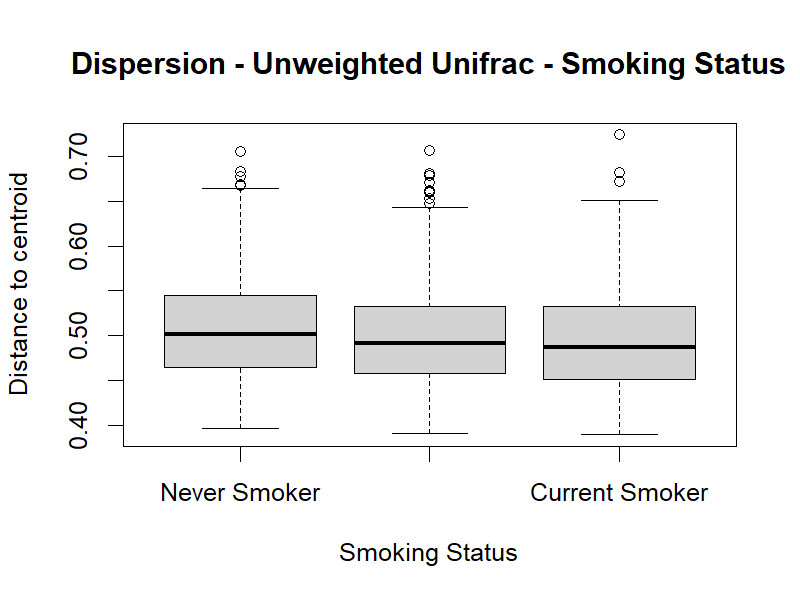 Dispersion - Unweighted Unifrac - Smoking Status
Distance to centroid
0.70
0.60
0.50
0.40
Never Smoker
Current Smoker
Smoking Status